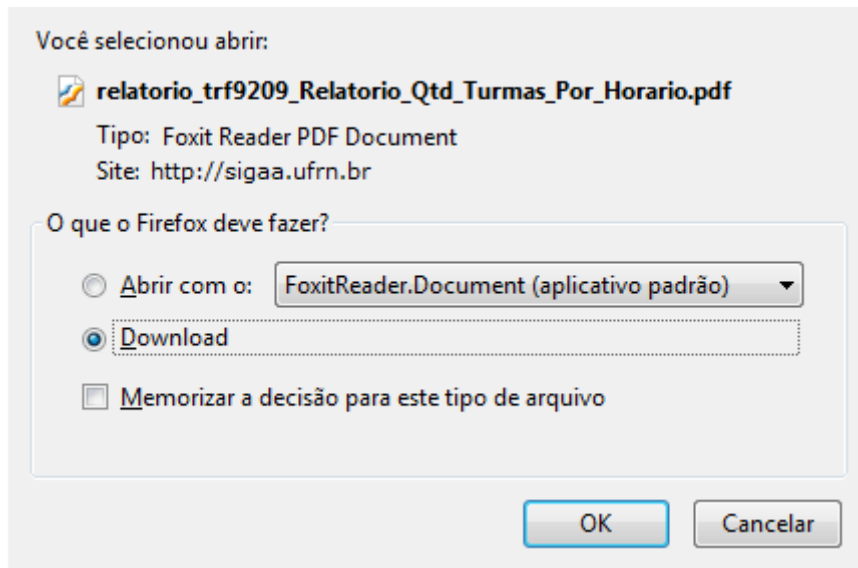 Você selecionou abrir:
relatorio_trf9209_Relatorio_Qtd_Turmas_Por_Horario.pdf
Tipo: Foxit Reader PDF Document
Site: http://sigaa.ufrn.br
O que o Firefox deve fazer?
Abrir com o: FoxitReader.Document (aplicativo padrão)
Download
Memorizar a decisão para este tipo de arquivo
OK Cancelar